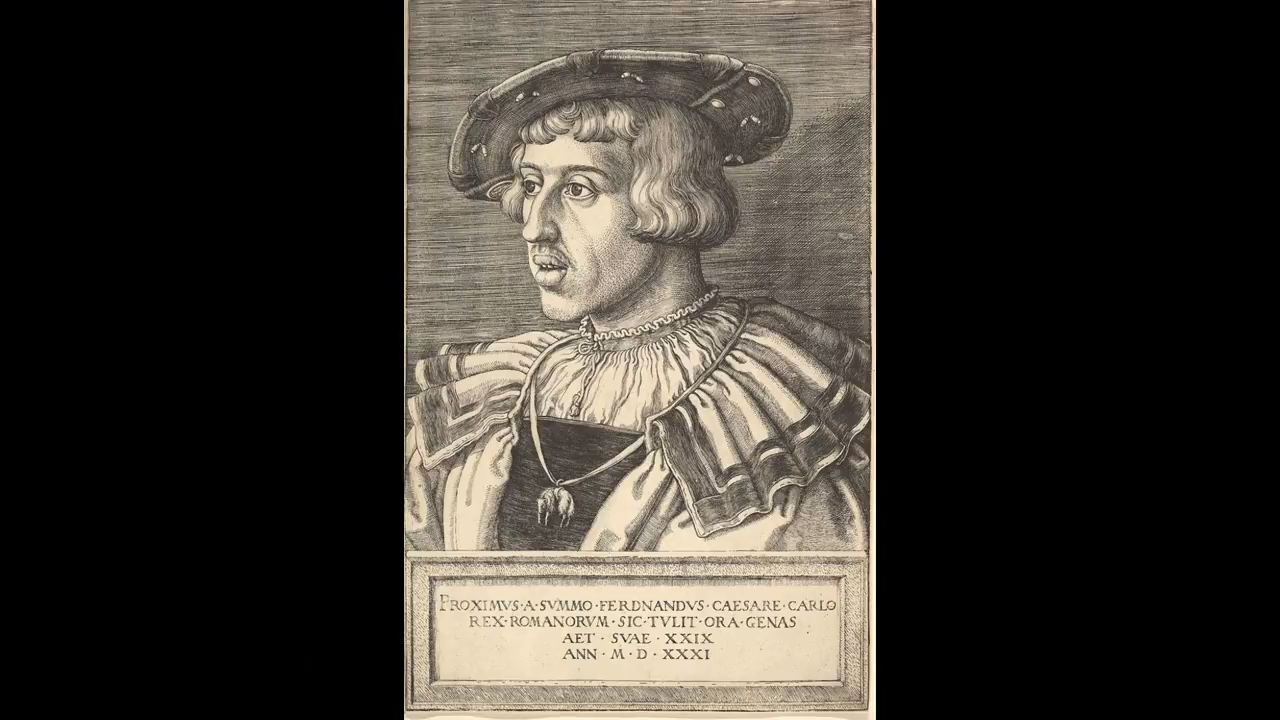 PROXIMVS·A·SVMMO·FERDNANDVS·CAESARE·CARLO
REX·ROMANORVM·SIC·TVLIT·ORA·GENAS
AET·SVAE·XXIX
ANN·M·D·XXXI